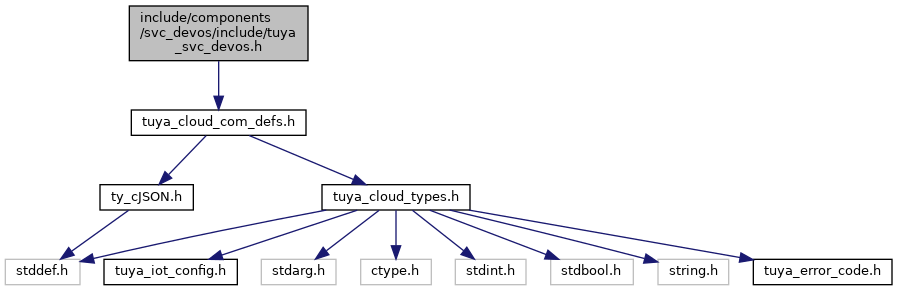 include/components
/svc_devos/include/tuya
_svc_devos.h
tuya_cloud_com_defs.h
ty_cJSON.h
tuya_cloud_types.h
stddef.h
tuya_iot_config.h
stdarg.h
ctype.h
stdint.h
stdbool.h
string.h
tuya_error_code.h